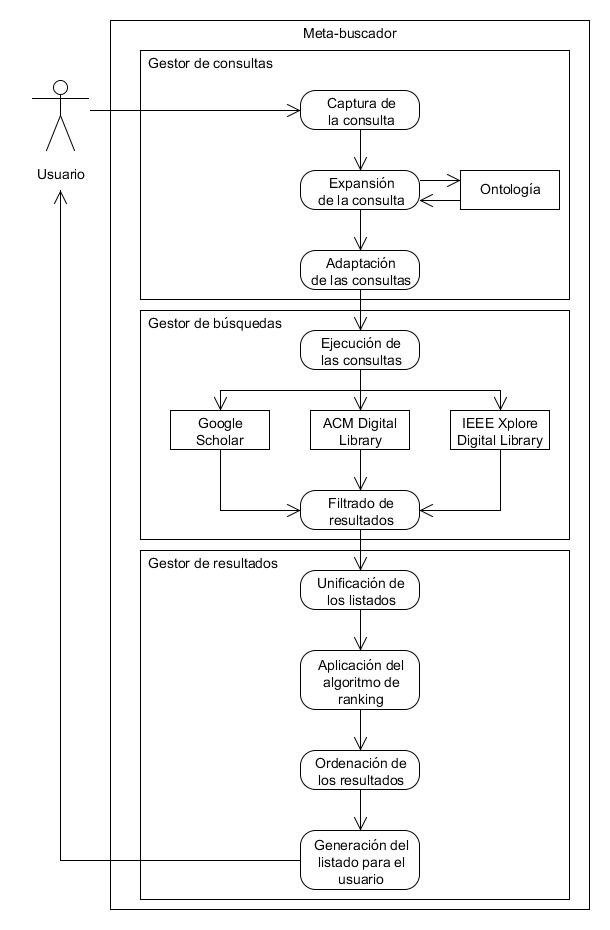 Meta-buscador
Gestor de consultas
Captura de
la consulta
Usuario
Expansión
de la consulta
Ontología
Adaptación
de las consultas
Gestor de búsquedas
Ejecución de
las consultas
Google
Scholar
ACM Digital
Library
IEEE Xplore
Digital Library
Filtrado de
resultados
Gestor de resultados
Unificación de
los listados
Aplicación del
algoritmo de
ranking
Ordenación de
los resultados
Generación del
listado para el
usuario